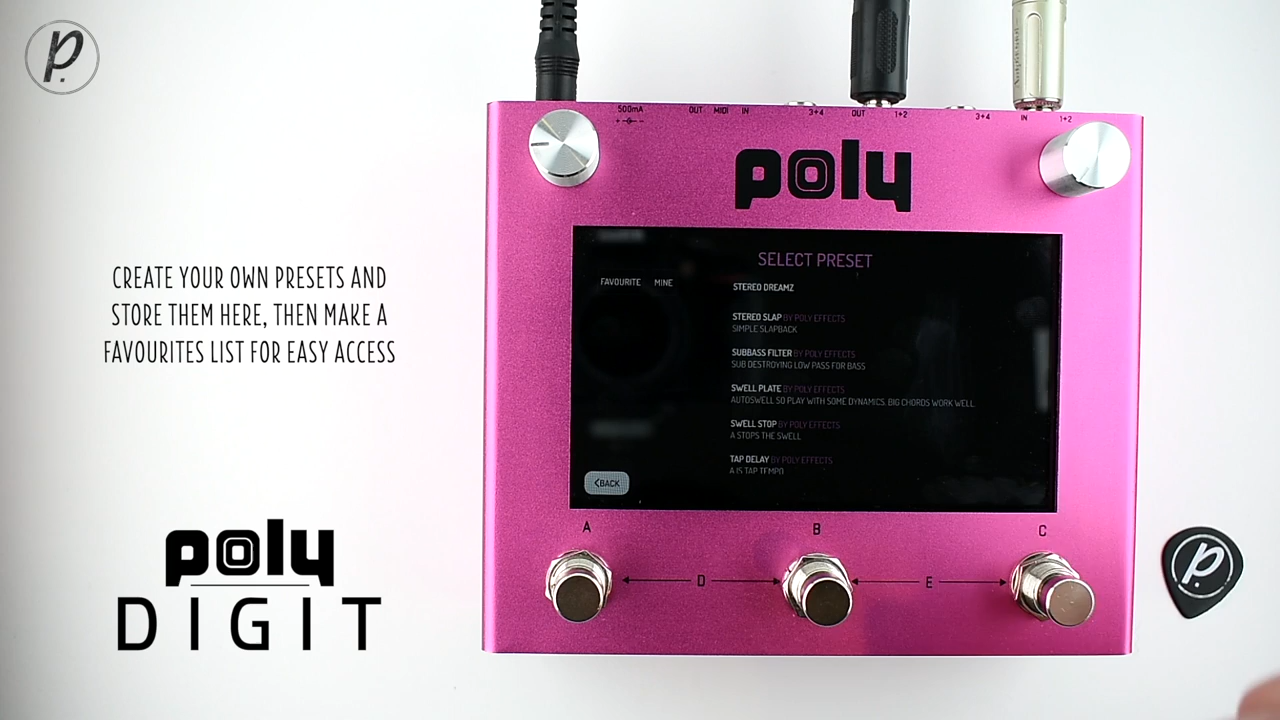 p.
500mA
OUT MIDI IN
3+4 OUT 1+2
3+4 IN 1+2
poly
SELECT PRESET
FAVOURITE MINE
STEREO DREAMZ
STEREO SLAP BY POLY EFFECTS
SIMPLE SLAPBACK
SUBBASS FILTER BY POLY EFFECTS
SUB DESTROYING LOW PASS FOR BASS
SWELL PLATE BY POLY EFFECTS
AUTOSWELL SO PLAY WITH SOME DYNAMICS. BIG CHORDS WORK WELL.
SWELL STOP BY POLY EFFECTS
A STOPS THE SWELL
TAP DELAY BY POLY EFFECTS
A IS TAP TEMPO
<BACK
A B C
D E
CREATE YOUR OWN PRESETS AND
STORE THEM HERE, THEN MAKE A
FAVOURITES LIST FOR EASY ACCESS
poly
DIGIT
p.